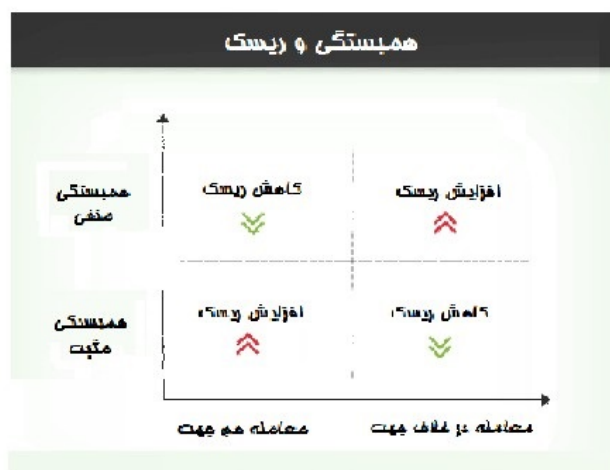 همبستگی و ریسک
همبستگی
منفی
کاهش ریسک
افزایش ریسک
همبستگی
مثبت
افزایش ریسک
کاهش ریسک
معامله هم جهت
معامله در خلاف جهت